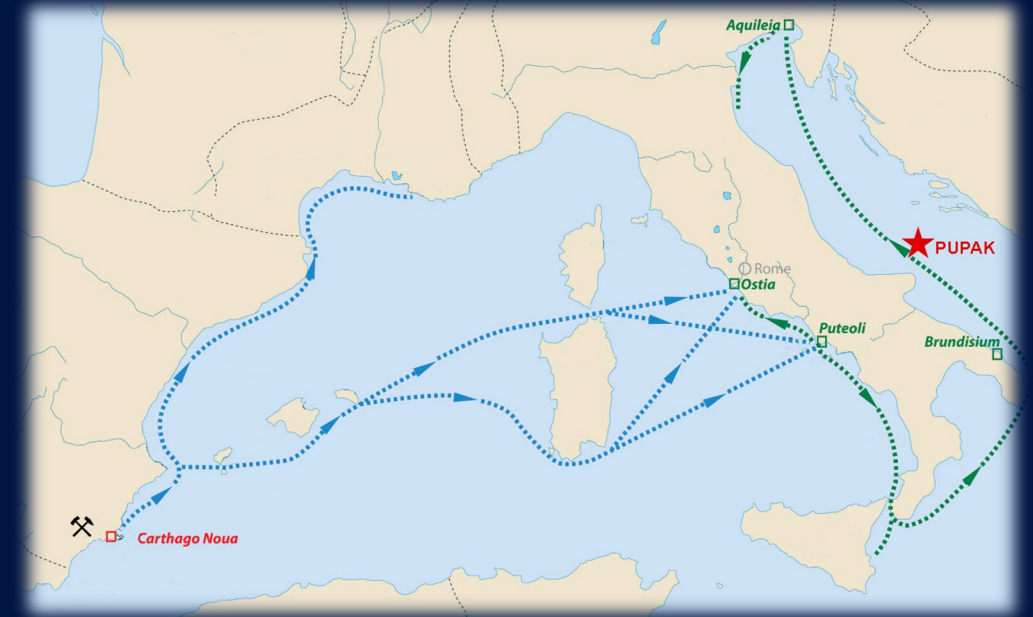 Aquileia
PUPAK
Rome
Ostia
Puteoli
Brundisium
Carthago Noua